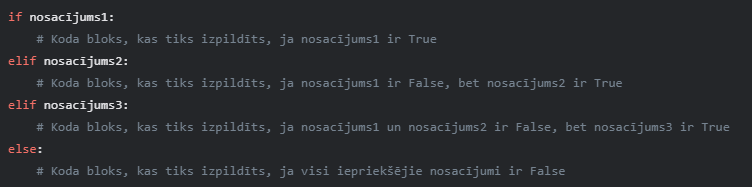 if nosacījums1:
    # Koda bloks, kas tiks izpildīts, ja nosacījums1 ir True
elif nosacījums2:
    # Koda bloks, kas tiks izpildīts, ja nosacījums1 ir False, bet nosacījums2 ir True
elif nosacījums3:
    # Koda bloks, kas tiks izpildīts, ja nosacījums1 un nosacījums2 ir False, bet nosacījums3 ir True
else:
    # Koda bloks, kas tiks izpildīts, ja visi iepriekšējie nosacījumi ir False